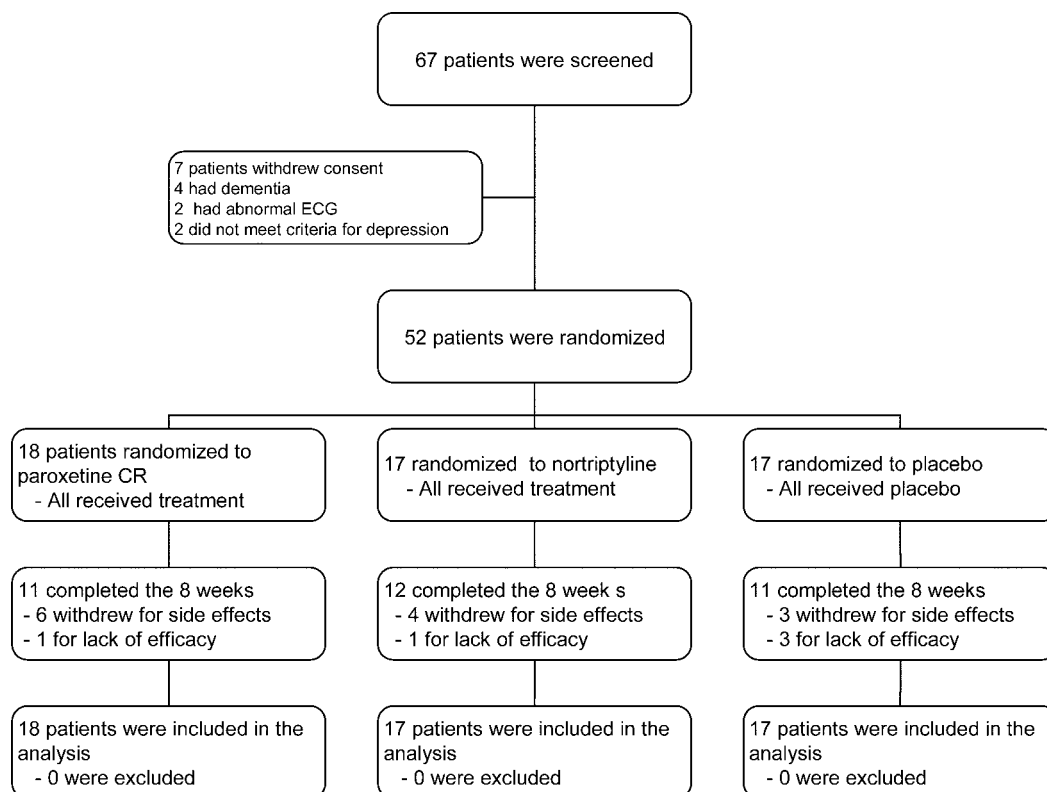 67 patients were screened
7 patients withdrew consent
4 had dementia
2 had abnormal ECG
2 did not meet criteria for depression
52 patients were randomized
18 patients randomized to
paroxetine CR
- All received treatment
17 randomized to nortriptyline
- All received treatment
17 randomized to placebo
- All received placebo
11 completed the 8 weeks
- 6 withdrew for side effects
- 1 for lack of efficacy
12 completed the 8 week s
- 4 withdrew for side effects
- 1 for lack of efficacy
11 completed the 8 weeks
- 3 withdrew for side effects
- 3 for lack of efficacy
18 patients were included in the
analysis
- 0 were excluded
17 patients were included in the
analysis
- 0 were excluded
17 patients were included in the
analysis
- 0 were excluded